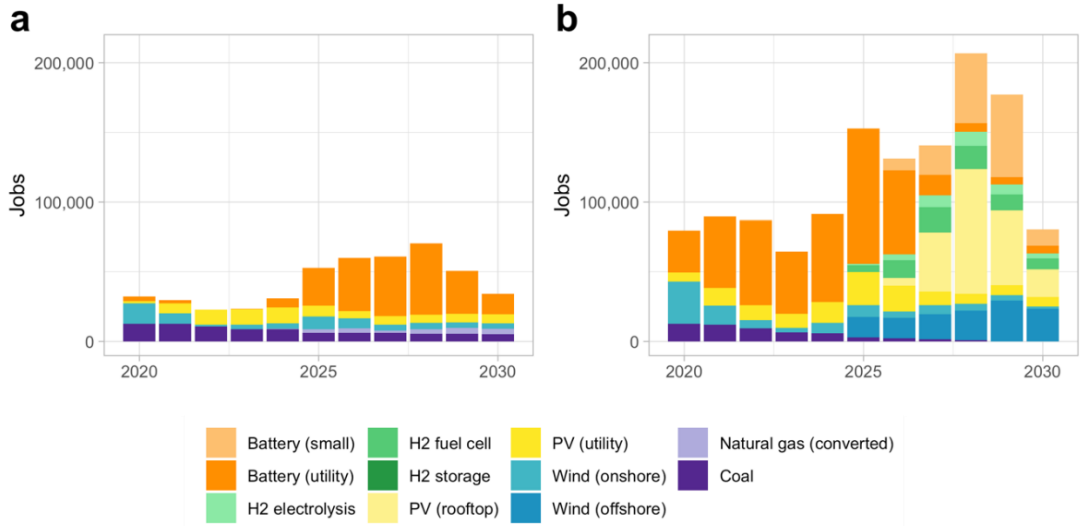 a
b
Jobs
200,000
100,000
0
2020
2025
2030
Jobs
200,000
100,000
0
2020
2025
2030
Battery (small)
H2 fuel cell
PV (utility)
Natural gas (converted)
Battery (utility)
H2 storage
Wind (onshore)
Coal
H2 electrolysis
PV (rooftop)
Wind (offshore)